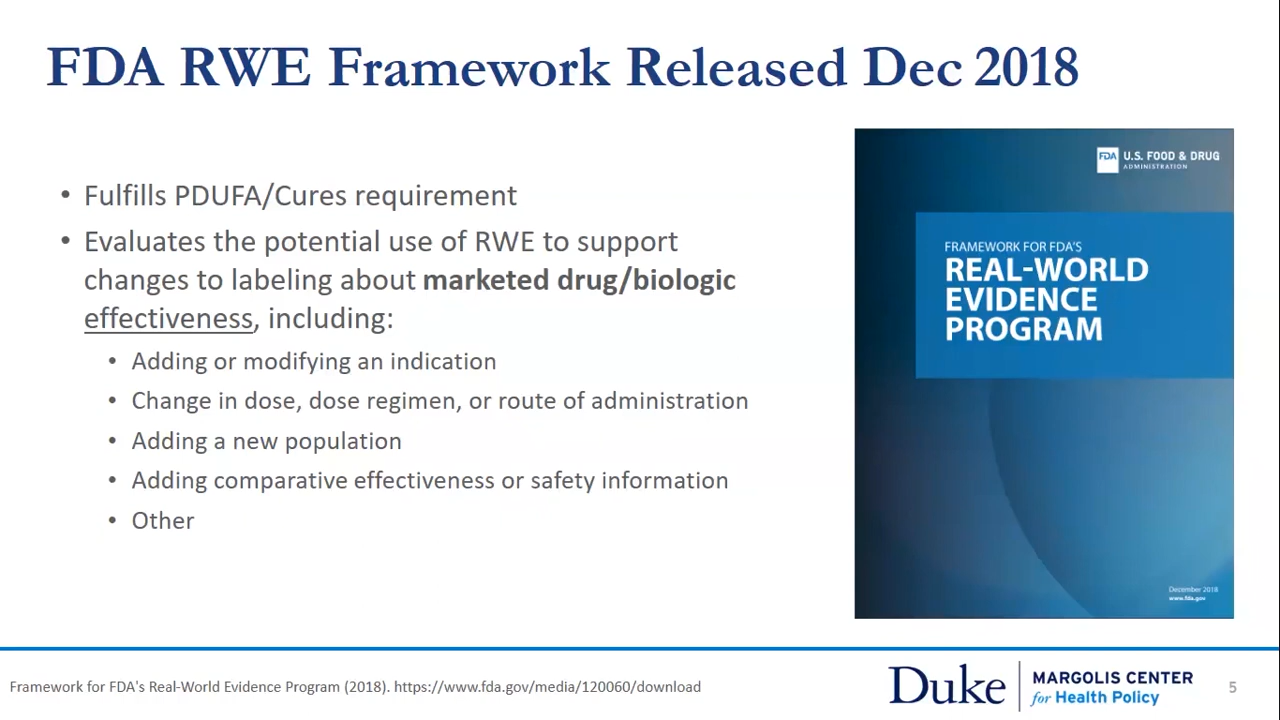 FDA RWE Framework Released Dec 2018
• Fulfills PDUFA/Cures requirement
• Evaluates the potential use of RWE to support
changes to labeling about marketed drug/biologic
effectiveness, including:
• Adding or modifying an indication
• Change in dose, dose regimen, or route of administration
• Adding a new population
• Adding comparative effectiveness or safety information
• Other
FDA U.S. FOOD & DRUG
ADMINISTRATION
FRAMEWORK FOR FDA'S
REAL-WORLD
EVIDENCE
PROGRAM
December 2018
www.fda.gov
Framework for FDA's Real-World Evidence Program (2018). https://www.fda.gov/media/120060/download
Duke
MARGOLIS CENTER
for Health Policy
5